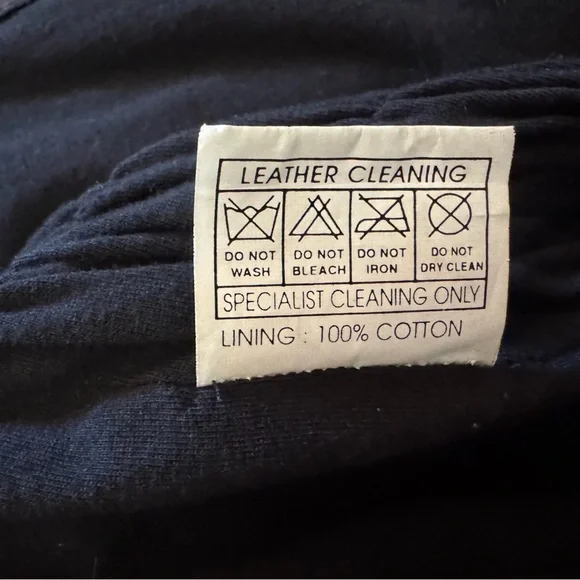 LEATHER CLEANING
DO NOT WASH
DO NOT BLEACH
DO NOT IRON
DO NOT DRY CLEAN
SPECIALIST CLEANING ONLY
LINING : 100% COTTON